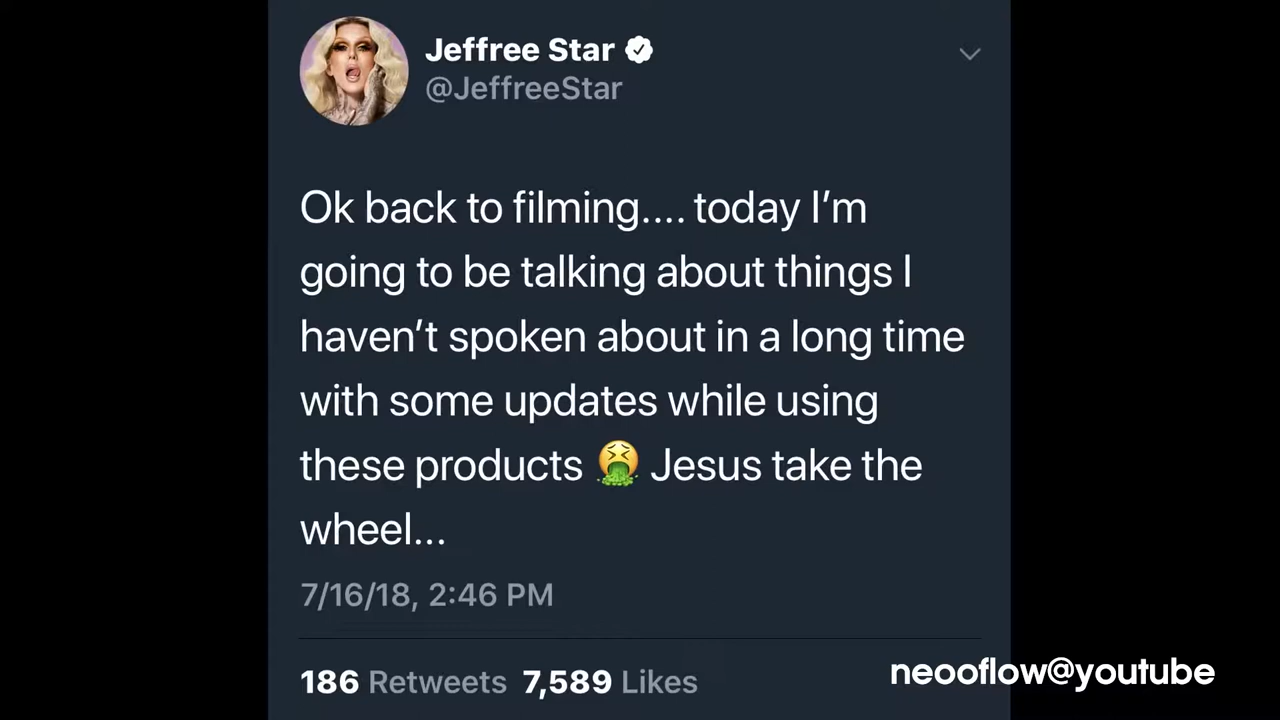 Jeffree Star
@JeffreeStar
Ok back to filming.... today I’m
going to be talking about things I
haven’t spoken about in a long time
with some updates while using
these products 🤮 Jesus take the
wheel...
7/16/18, 2:46 PM
186 Retweets 7,589 Likes
neooflow@youtube